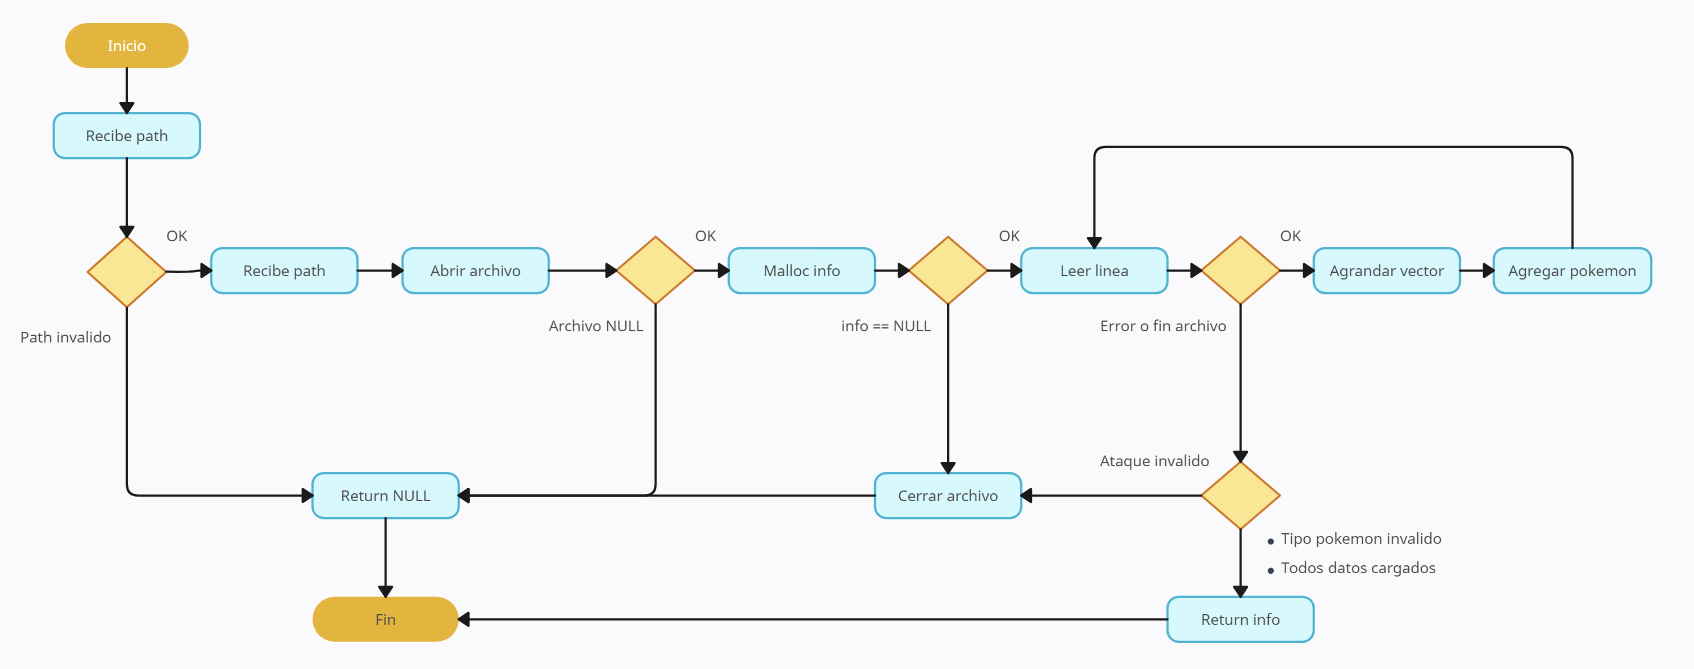 Inicio
Recibe path
OK
OK
OK
OK
Recibe path
Abrir archivo
Malloc info
Leer linea
Agrandar vector
Agregar pokemon
Path invalido
Archivo NULL
info == NULL
Error o fin archivo
Ataque invalido
Return NULL
Cerrar archivo
• Tipo pokemon invalido
• Todos datos cargados
Fin
Return info